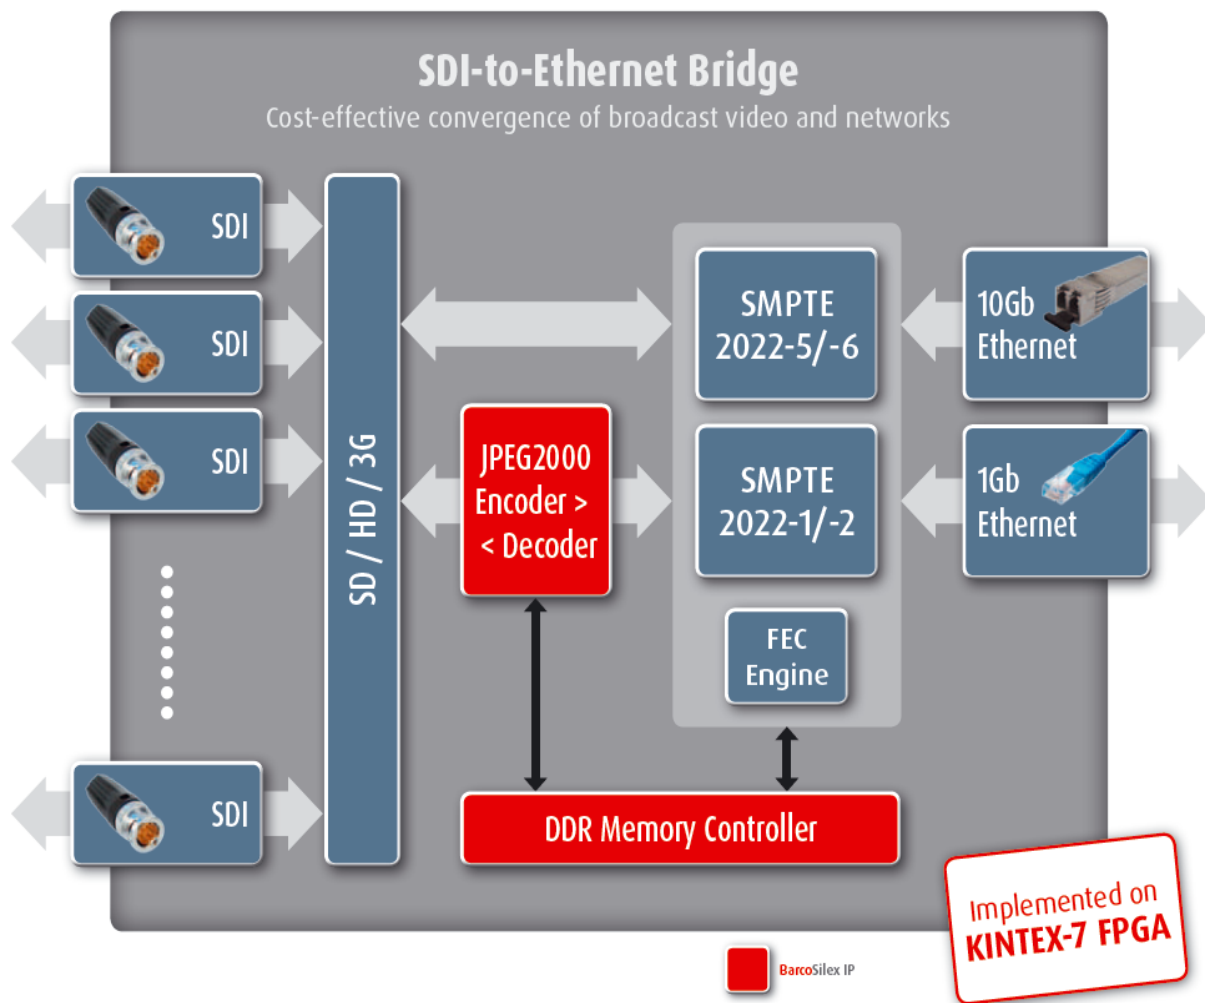 SDI-to-Ethernet Bridge
Cost-effective convergence of broadcast video and networks
SDI
SDI
SDI
SDI
SD / HD / 3G
JPEG2000
Encoder >
< Decoder
SMPTE
2022-5/-6
SMPTE
2022-1/-2
FEC
Engine
10Gb
Ethernet
1Gb
Ethernet
DDR Memory Controller
Implemented on
KINTEX-7 FPGA
BarcoSilex IP